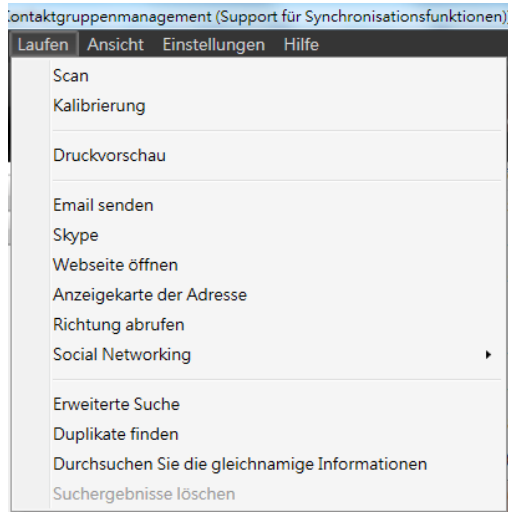 Kontaktgruppenmanagement (Support für Synchronisationsfunktionen)
Laufen Ansicht Einstellungen Hilfe
Scan
Kalibrierung
Druckvorschau
Email senden
Skype
Webseite öffnen
Anzeigekarte der Adresse
Richtung abrufen
Social Networking
Erweiterte Suche
Duplikate finden
Durchsuchen Sie die gleichnamige Informationen
Suchergebnisse löschen